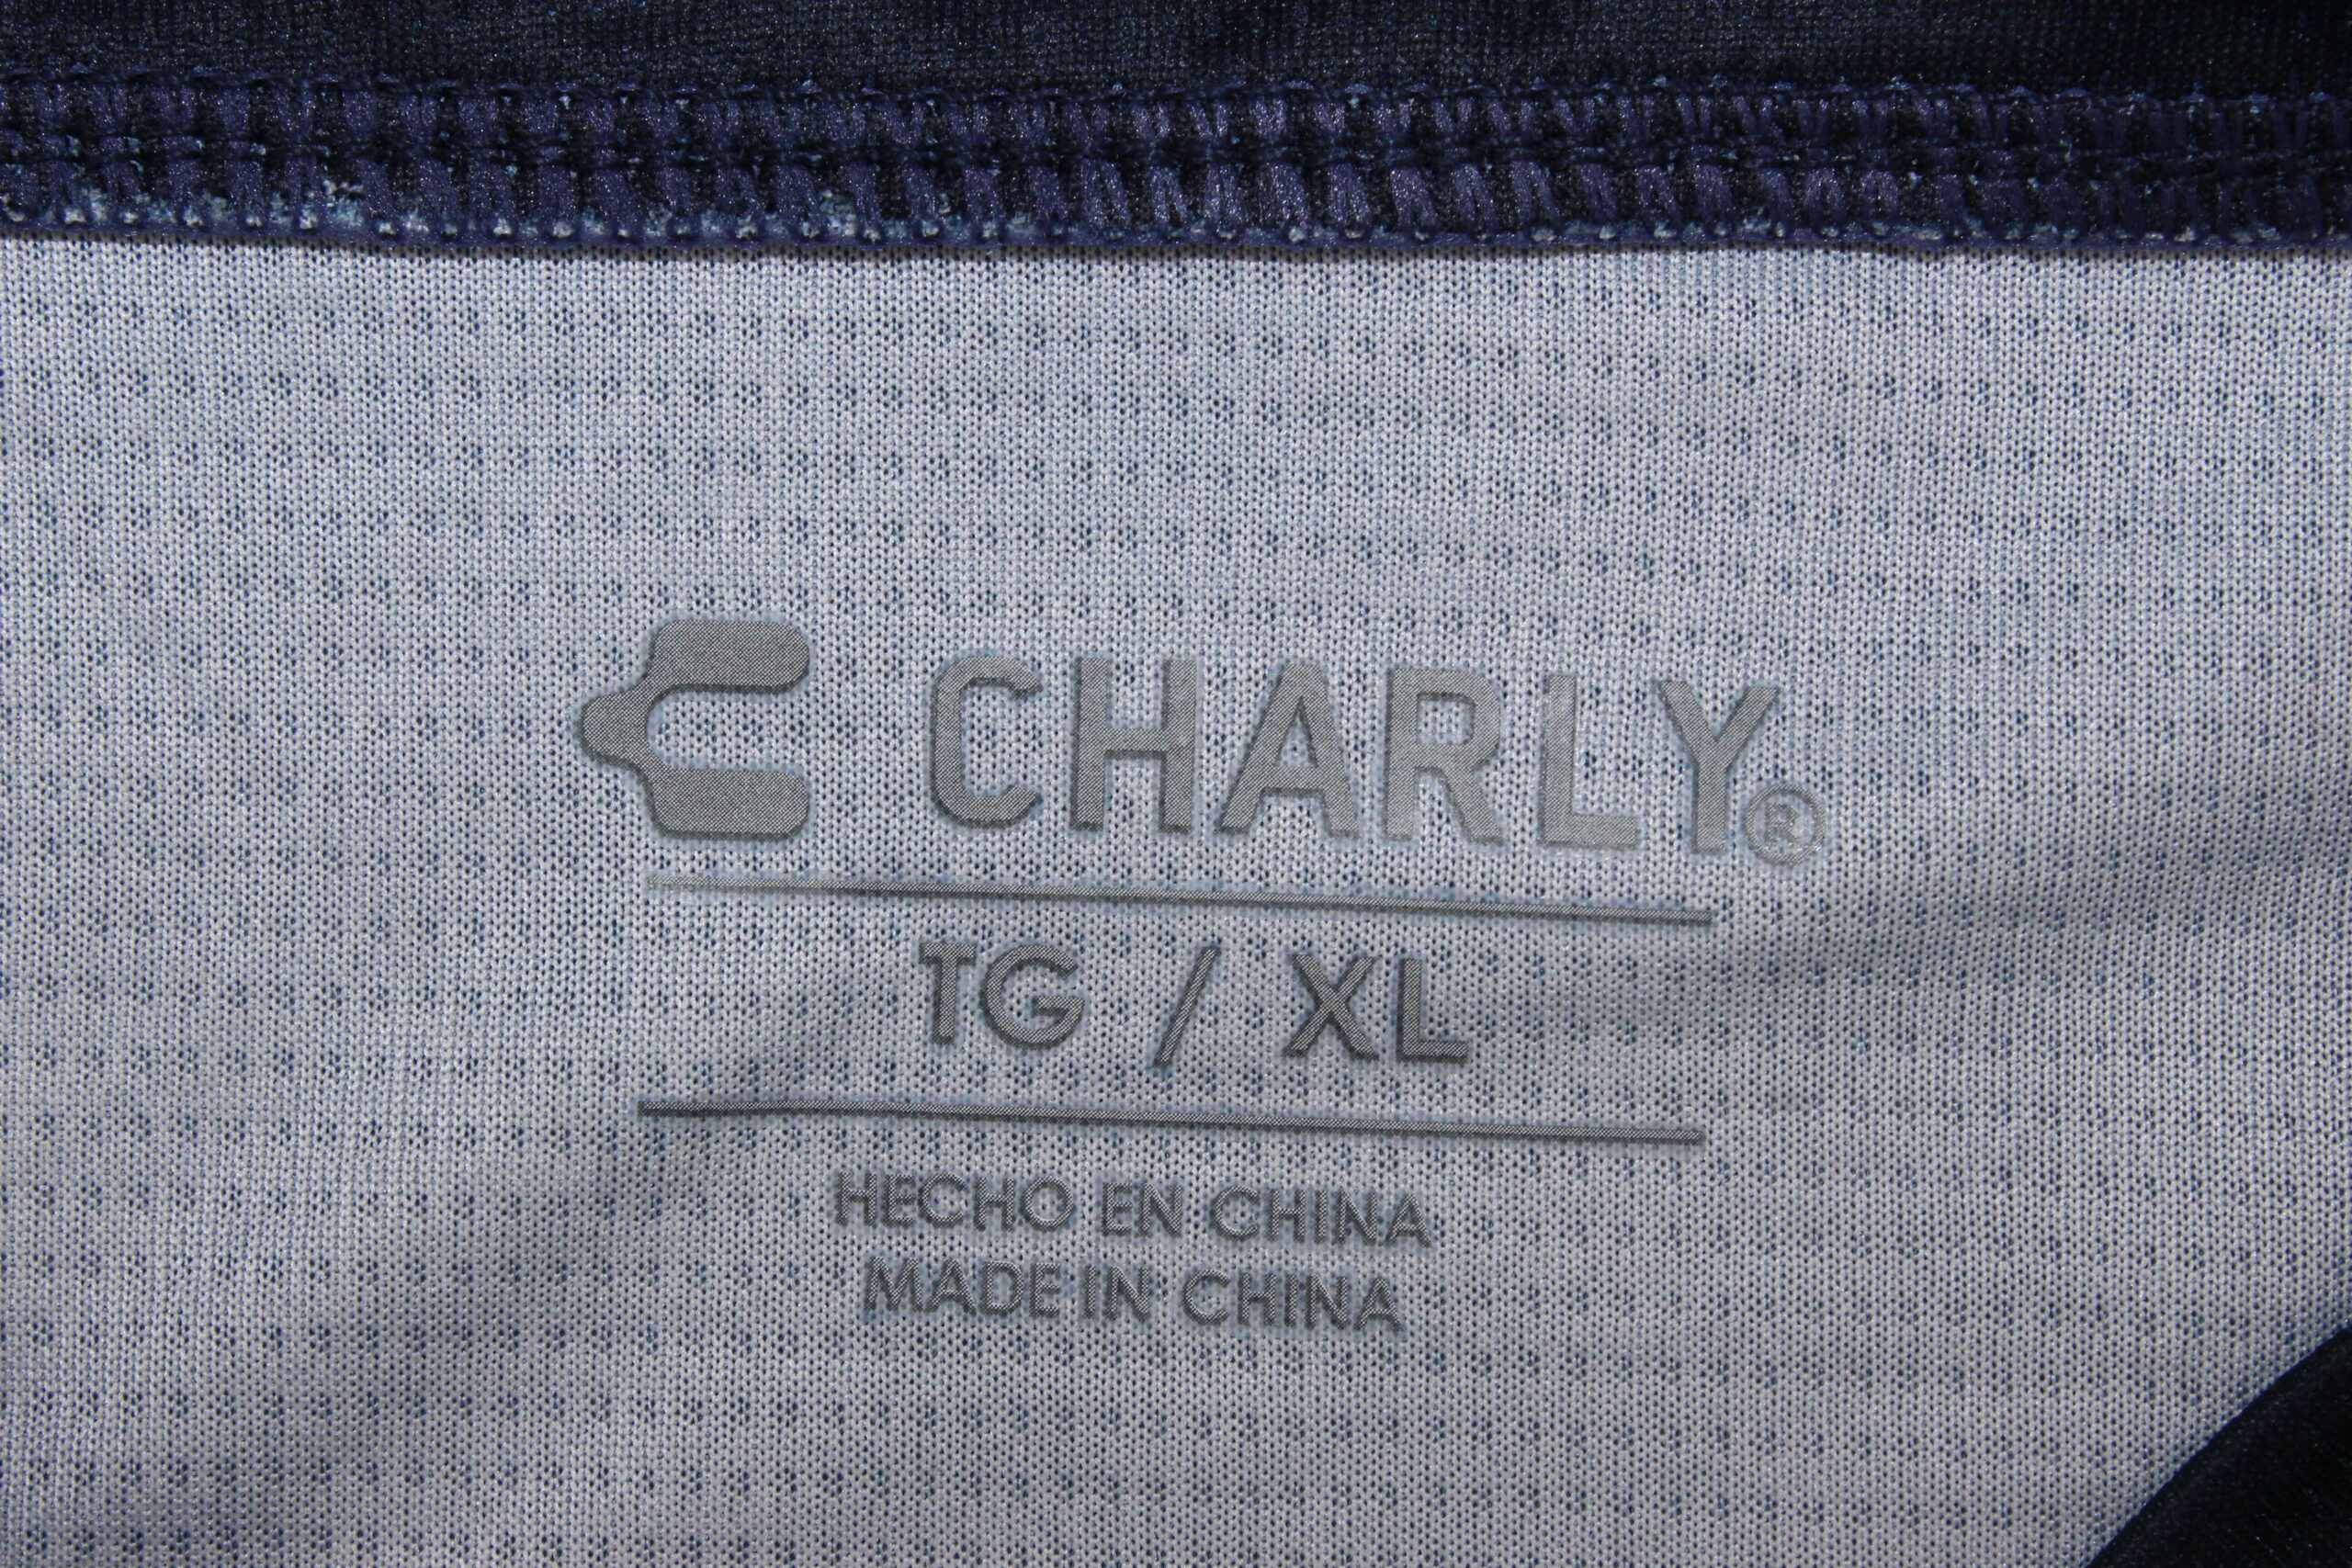 CHARLY®
TG / XL
HECHO EN CHINA
MADE IN CHINA